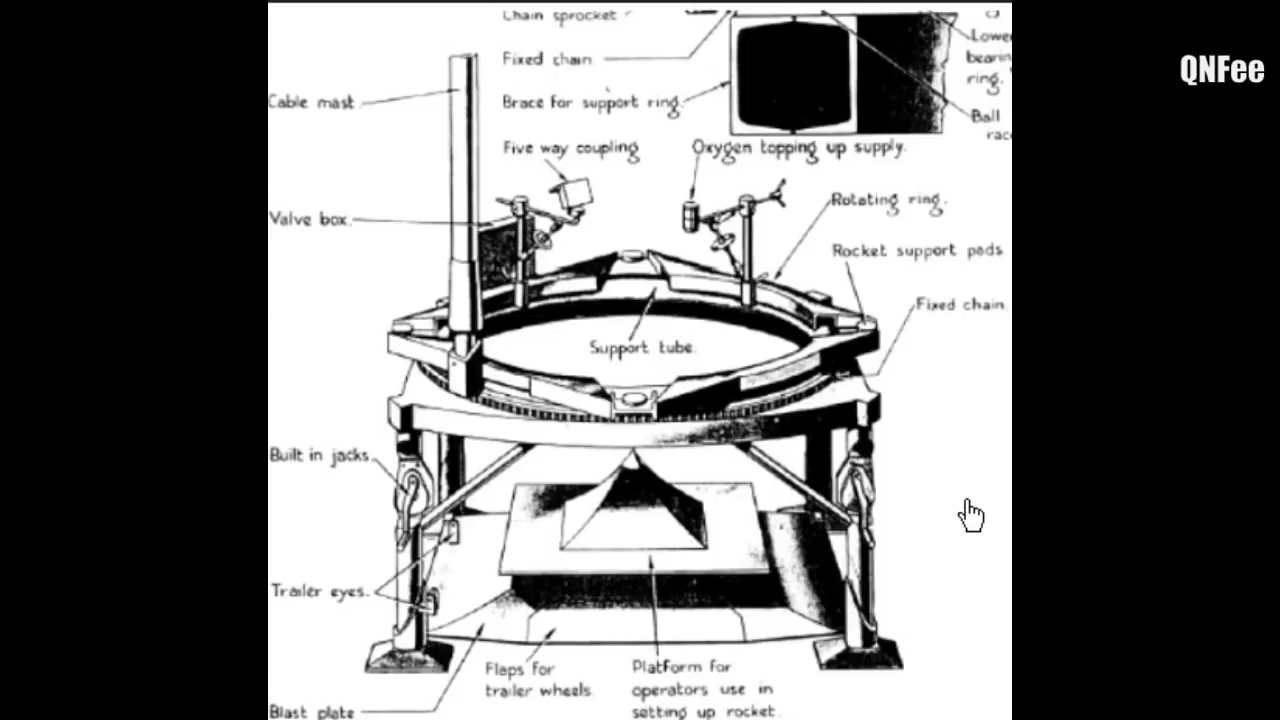 Chain sprocket
Fixed chain.
Brace for support ring.
Lower
bearing
ring.
Ball
race
QNFee
Cable mast
Five way coupling
Oxygen topping up supply.
Valve box.
Rotating ring.
Rocket support pads
Fixed chain.
Support tube.
Built in jacks.
Trailer eyes.
Flaps for
trailer wheels.
Platform for
operators use in
setting up rocket.
Blast plate